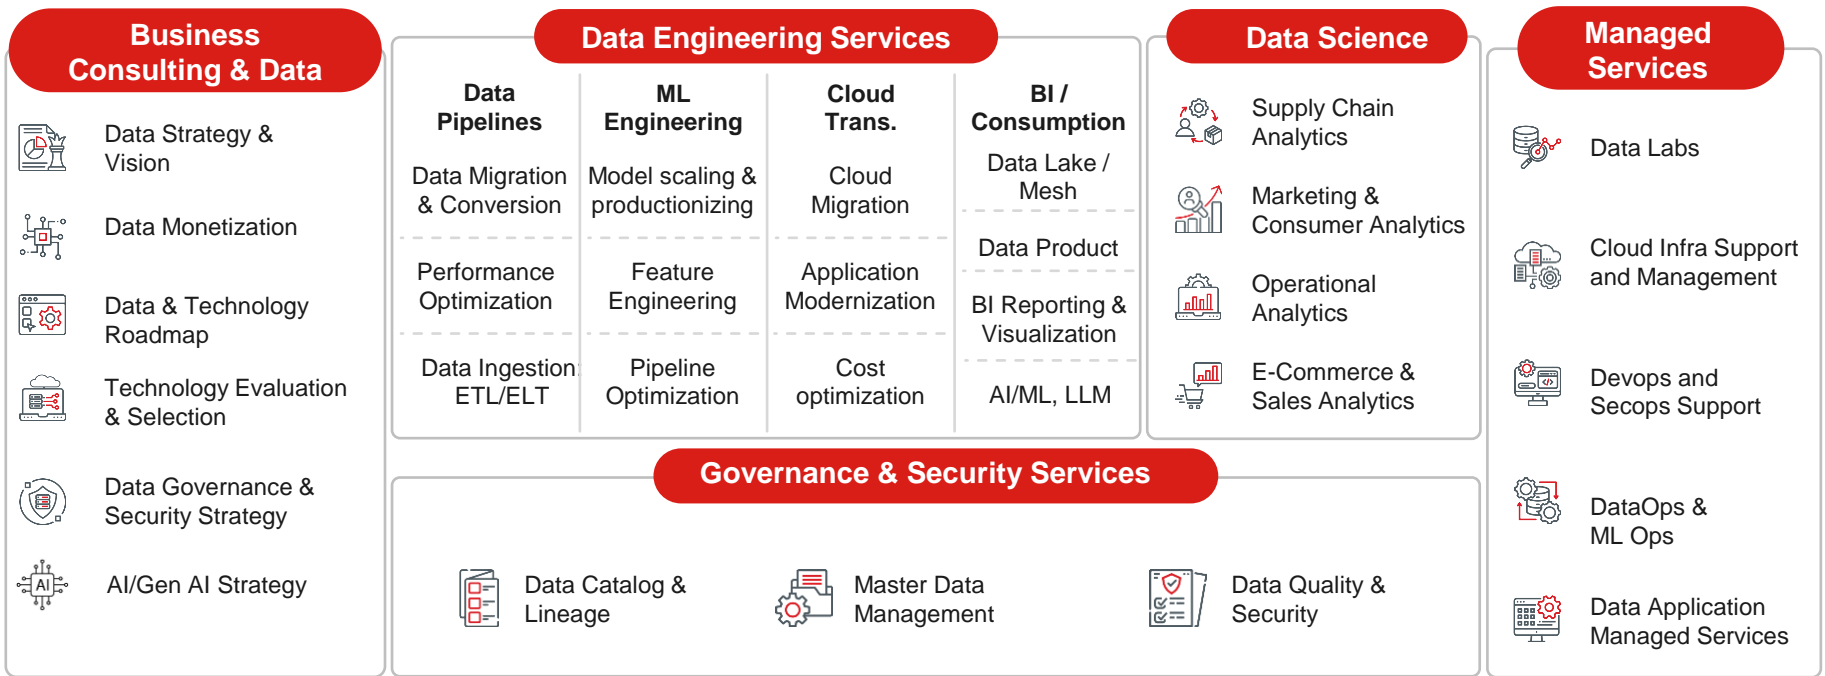 Business
Consulting & Data
Data Strategy &
Vision
Data Monetization
Data & Technology
Roadmap
Technology Evaluation
& Selection
Data Governance &
Security Strategy
AI
AI/Gen AI Strategy
Data Engineering Services
Data
Pipelines
Data Migration
& Conversion
Performance
Optimization
Data Ingestion:
ETL/ELT
ML
Engineering
Model scaling &
productionizing
Feature
Engineering
Pipeline
Optimization
Cloud
Trans.
Cloud
Migration
Application
Modernization
Cost
optimization
BI /
Consumption
Data Lake /
Mesh
Data Product
BI Reporting &
Visualization
AI/ML, LLM
Data Science
Supply Chain
Analytics
Marketing &
Consumer Analytics
Operational
Analytics
E-Commerce &
Sales Analytics
Governance & Security Services
Data Catalog &
Lineage
Master Data
Management
Data Quality &
Security
Managed
Services
Data Labs
Cloud Infra Support
and Management
Devops and
Secops Support
DataOps &
ML Ops
Data Application
Managed Services